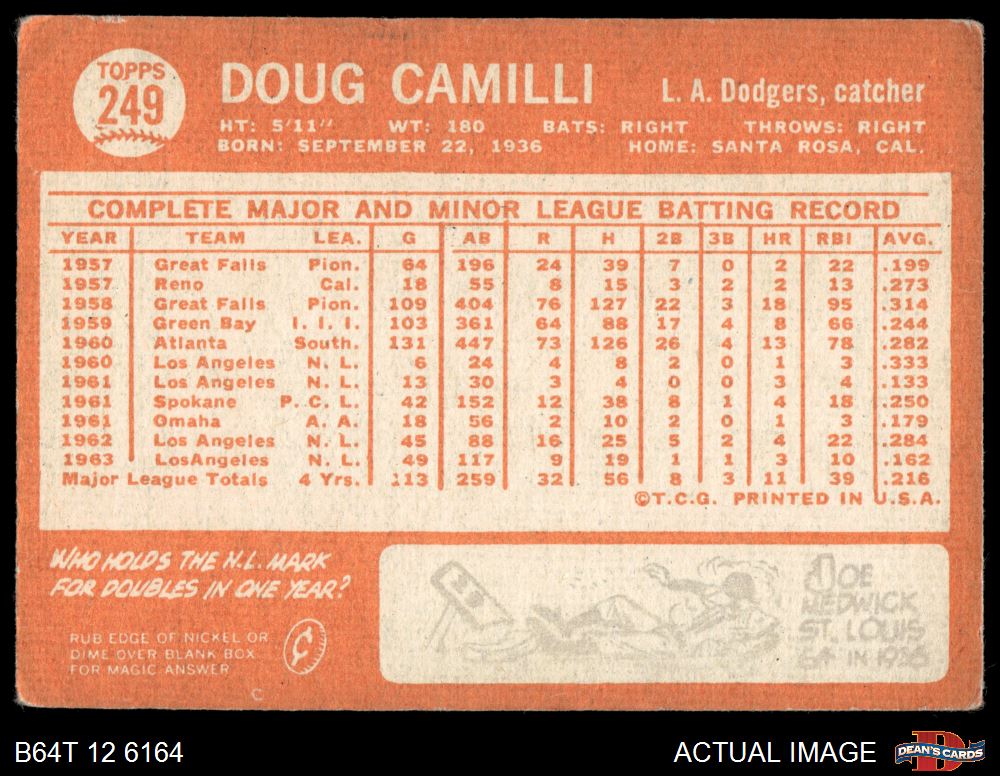 TOPPS
249
DOUG CAMILLI
L. A. Dodgers, catcher
HT: 5'11" WT: 180 BATS: RIGHT THROWS: RIGHT
BORN: SEPTEMBER 22, 1936 HOME: SANTA ROSA, CAL.
COMPLETE MAJOR AND MINOR LEAGUE BATTING RECORD
YEAR TEAM LEA. G AB R H 2B 3B HR RBI AVG.
1957 Great Falls Pion. 64 196 24 39 7 0 2 22 .199
1957 Reno Cal. 18 55 8 15 3 2 2 13 .273
1958 Great Falls Pion. 109 404 76 127 22 3 18 95 .314
1959 Green Bay I. I. I. 103 361 64 88 17 4 8 66 .244
1960 Atlanta South. 131 447 73 126 26 4 13 78 .282
1960 Los Angeles N. L. 6 24 4 8 2 0 1 3 .333
1961 Los Angeles N. L. 13 30 3 4 0 0 3 4 .133
1961 Spokane P. C. L. 42 152 12 38 8 1 4 18 .250
1961 Omaha A. A. 18 56 2 10 2 0 1 3 .179
1962 Los Angeles N. L. 45 88 16 25 5 2 4 22 .284
1963 LosAngeles N. L. 49 117 9 19 1 1 3 10 .162
Major League Totals 4 Yrs. 113 259 32 56 8 3 11 39 .216
©T.C.G. PRINTED IN U.S.A.
WHO HOLDS THE N.L. MARK
FOR DOUBLES IN ONE YEAR?
RUB EDGE OF NICKEL OR
DIME OVER BLANK BOX
FOR MAGIC ANSWER
¢
C
JOE
MEDWICK
ST. LOUIS
IN
B64T 12 6164
ACTUAL IMAGE
DEAN'S CARDS